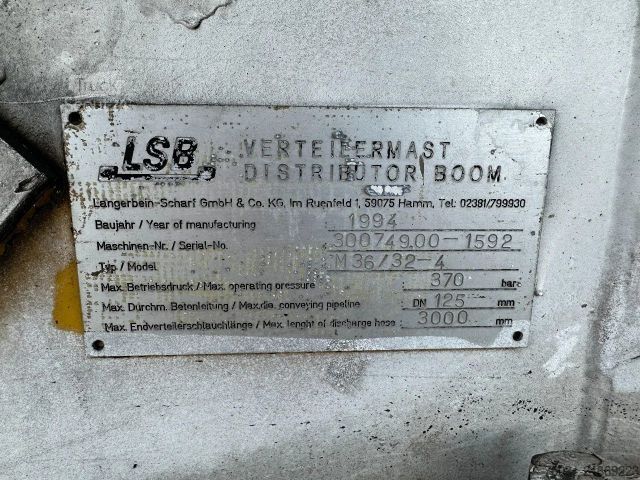 LSB VERTEILERMAST
DISTRIBUTOR BOOM
Langerbein-Scharf GmbH & Co. KG, Im Ruenfeld 1, 59075 Hamm, Tel: 02381/799930
Baujahr / Year of manufacturing 1994
Maschinen-Nr. / Serial-No. 30074900-1592
Typ / Model M36/32-4
Max. Betriebsdruck / Max. operating pressure 370 bar
Max. Durchm. Betonleitung / Max.dia. conveying pipeline DN 125 mm
Max. Endverteilerschlauchlänge / Max. lenght of discharge hose 3000 mm